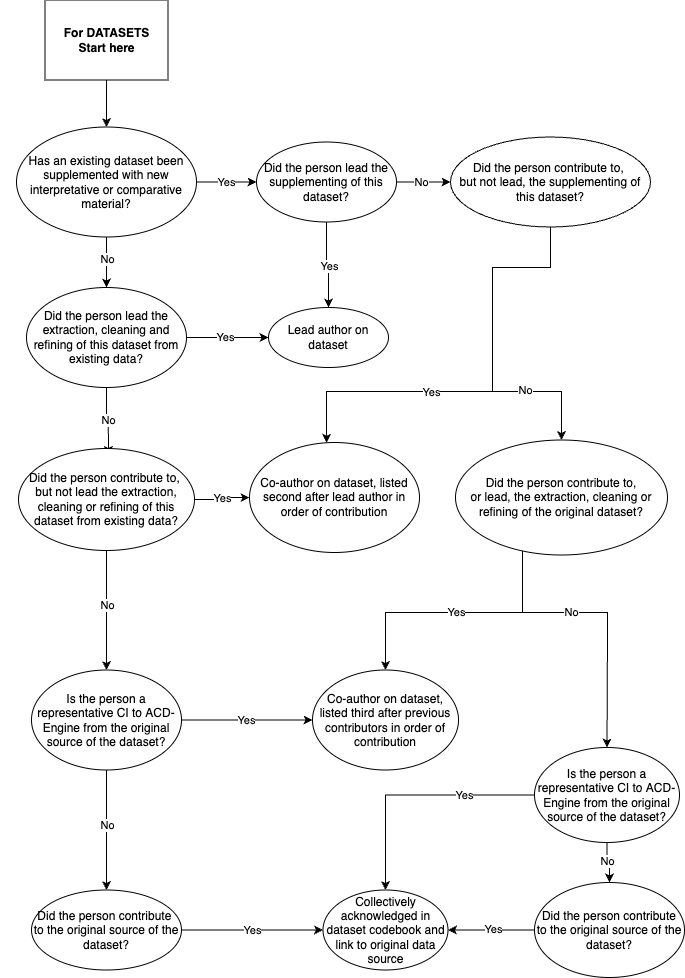 For DATASETS
Start here
Has an existing dataset been
supplemented with new
interpretative or comparative
material?
Yes
Did the person lead the
supplementing of this
dataset?
No
Did the person contribute to,
but not lead, the supplementing of
this dataset?
No
Yes
Did the person lead the
extraction, cleaning and
refining of this dataset from
existing data?
Yes
Lead author on
dataset
Yes
No
No
Did the person contribute to,
but not lead the extraction,
cleaning or refining of this
dataset from existing data?
Yes
Co-author on dataset, listed
second after lead author in
order of contribution
Did the person contribute to,
or lead, the extraction, cleaning or
refining of the original dataset?
No
Yes
No
Is the person a
representative CI to ACD-
Engine from the original
source of the dataset?
Yes
Co-author on dataset,
listed third after previous
contributors in order of
contribution
Is the person a
representative CI to ACD-
Engine from the original
source of the dataset?
Yes
No
No
Did the person contribute
to the original source of the
dataset?
Yes
Collectively
acknowledged in
dataset codebook and
link to original data
source
Yes
Did the person contribute
to the original source of the
dataset?